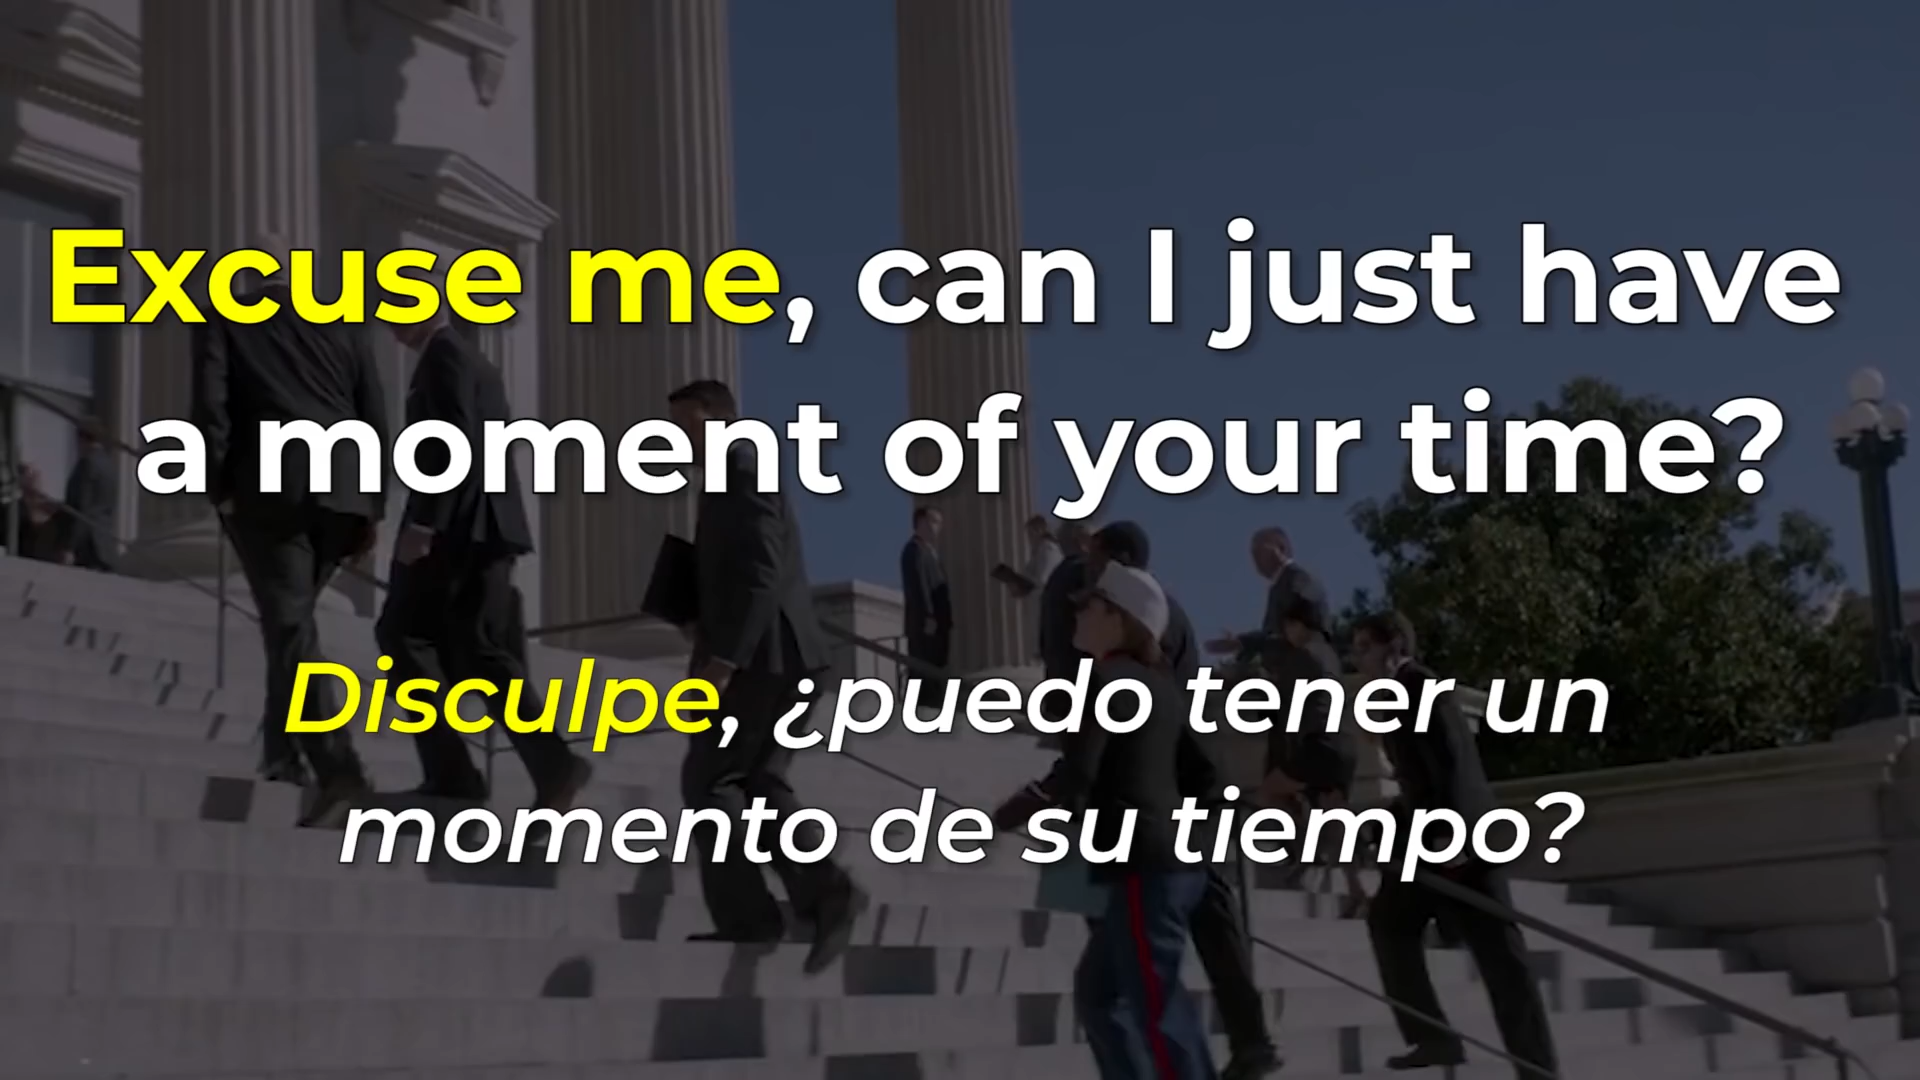 Excuse me, can I just have
a moment of your time?
Disculpe, ¿puedo tener un
momento de su tiempo?